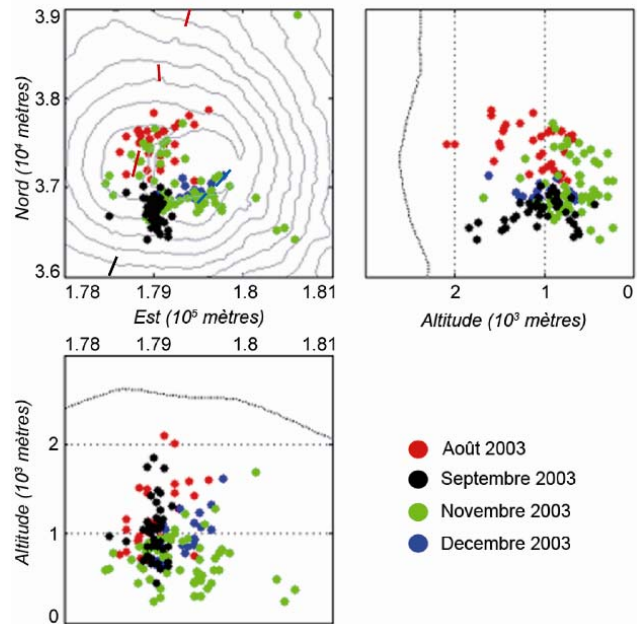 3.9
3.8
3.7
3.6
Nord (10⁴ mètres)
1.78 1.79 1.8 1.81
Est (10⁵ mètres)
2 1 0
Altitude (10³ mètres)
1.78 1.79 1.8 1.81
2
1
0
Altitude (10³ mètres)
Août 2003
Septembre 2003
Novembre 2003
Decembre 2003